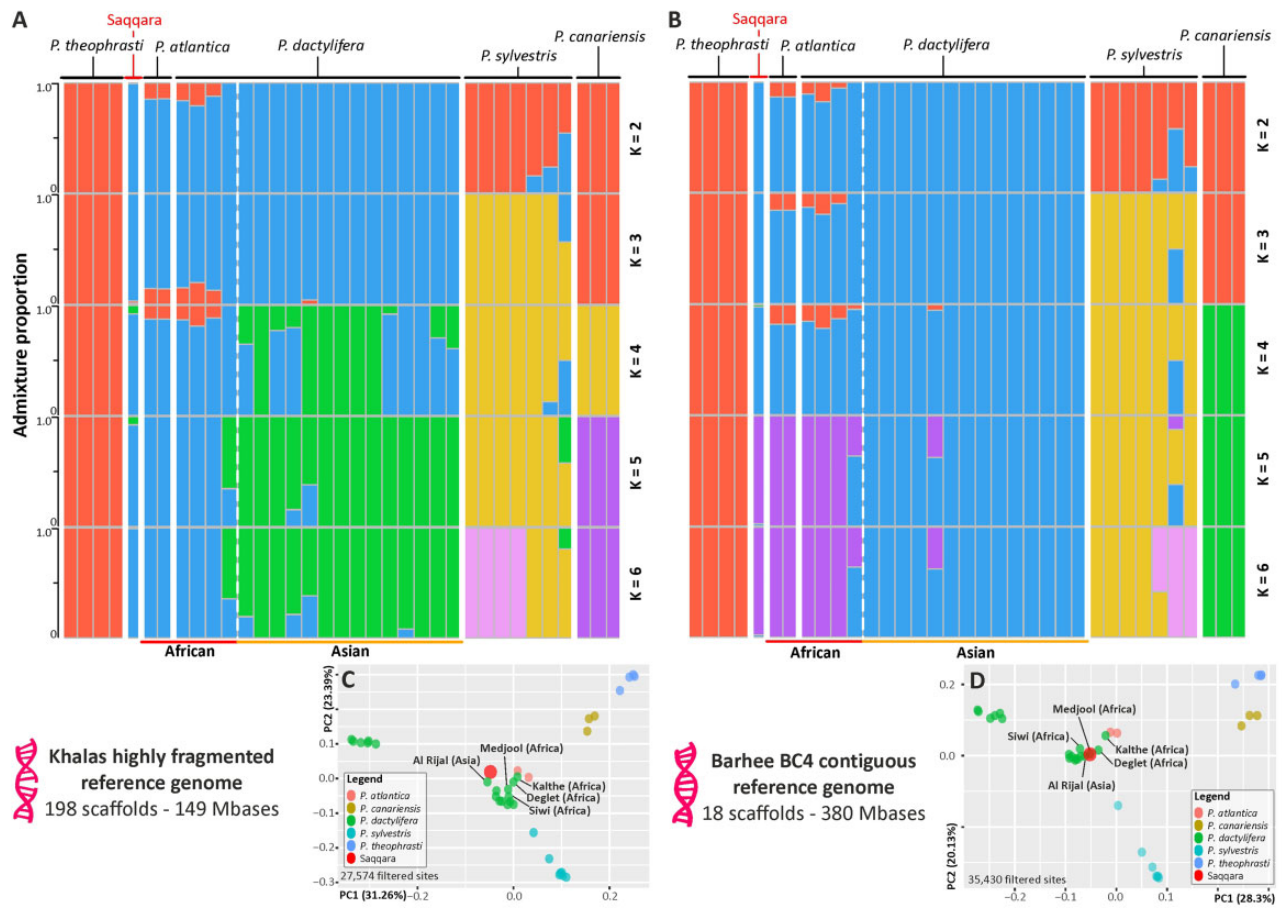 A
Saqqara
P. theophrasti
P. atlantica
P. dactylifera
P. sylvestris
P. canariensis
Admixture proportion
1.0
0
K = 2
1.0
0
K = 3
1.0
0
K = 4
1.0
0
K = 5
1.0
0
K = 6
African
Asian
B
Saqqara
P. theophrasti
P. atlantica
P. dactylifera
P. sylvestris
P. canariensis
K = 2
K = 3
K = 4
K = 5
K = 6
African
Asian
Khalas highly fragmented
reference genome
198 scaffolds - 149 Mbases
C
PC2 (23.39%)
0.1
0.0
−0.1
−0.2
−0.3
Medjool (Africa)
Al Rijal (Asia)
Kalthe (Africa)
Deglet (Africa)
Siwi (Africa)
Legend
P. atlantica
P. canariensis
P. dactylifera
P. sylvestris
P. theophrasti
Saqqara
27,574 filtered sites
PC1 (31.26%)
−0.2
0.0
0.2
Barhee BC4 contiguous
reference genome
18 scaffolds - 380 Mbases
D
0.2
0.0
PC2 (20.13%)
Medjool (Africa)
Siwi (Africa)
Kalthe (Africa)
Deglet (Africa)
Al Rijal (Asia)
Legend
P. atlantica
P. canariensis
P. dactylifera
P. sylvestris
P. theophrasti
Saqqara
35,430 filtered sites
−0.2
−0.1
0.0
0.1
PC1 (28.3%)